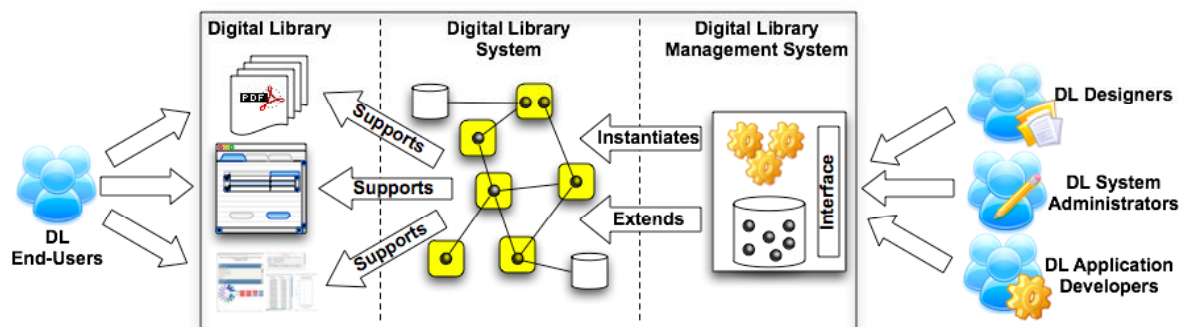 Digital Library
Digital Library
System
Digital Library
Management System
PDF
Supports
Supports
Supports
Instantiates
Extends
Interface
DL
End-Users
DL Designers
DL System
Administrators
DL Application
Developers